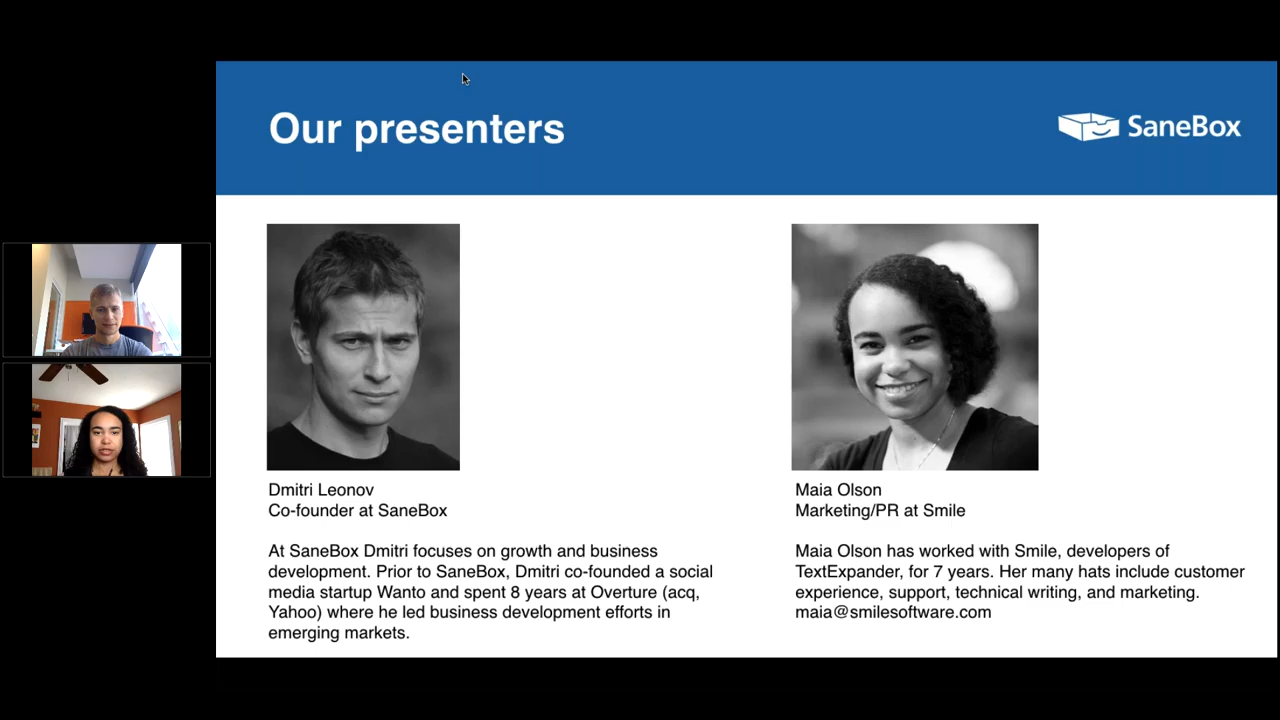 Our presenters
SaneBox
Dmitri Leonov
Co-founder at SaneBox
At SaneBox Dmitri focuses on growth and business
development. Prior to SaneBox, Dmitri co-founded a social
media startup Wanto and spent 8 years at Overture (acq,
Yahoo) where he led business development efforts in
emerging markets.
Maia Olson
Marketing/PR at Smile
Maia Olson has worked with Smile, developers of
TextExpander, for 7 years. Her many hats include customer
experience, support, technical writing, and marketing.
maia@smilesoftware.com